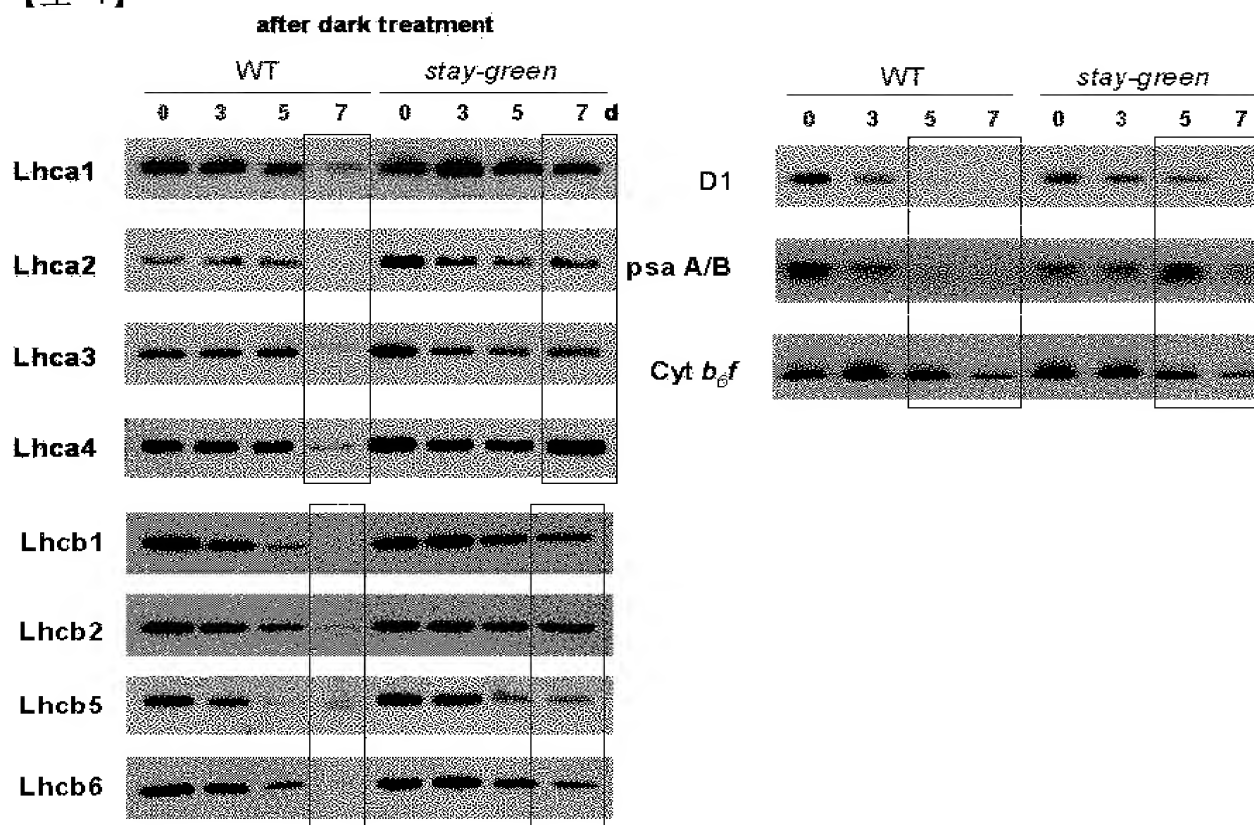 after dark treatment
WT stay-green
0 3 5 7 0 3 5 7 d
Lhca1
Lhca2
Lhca3
Lhca4
Lhcb1
Lhcb2
Lhcb5
Lhcb6
WT stay-green
0 3 5 7 0 3 5 7
D1
psa A/B
Cyt b6f